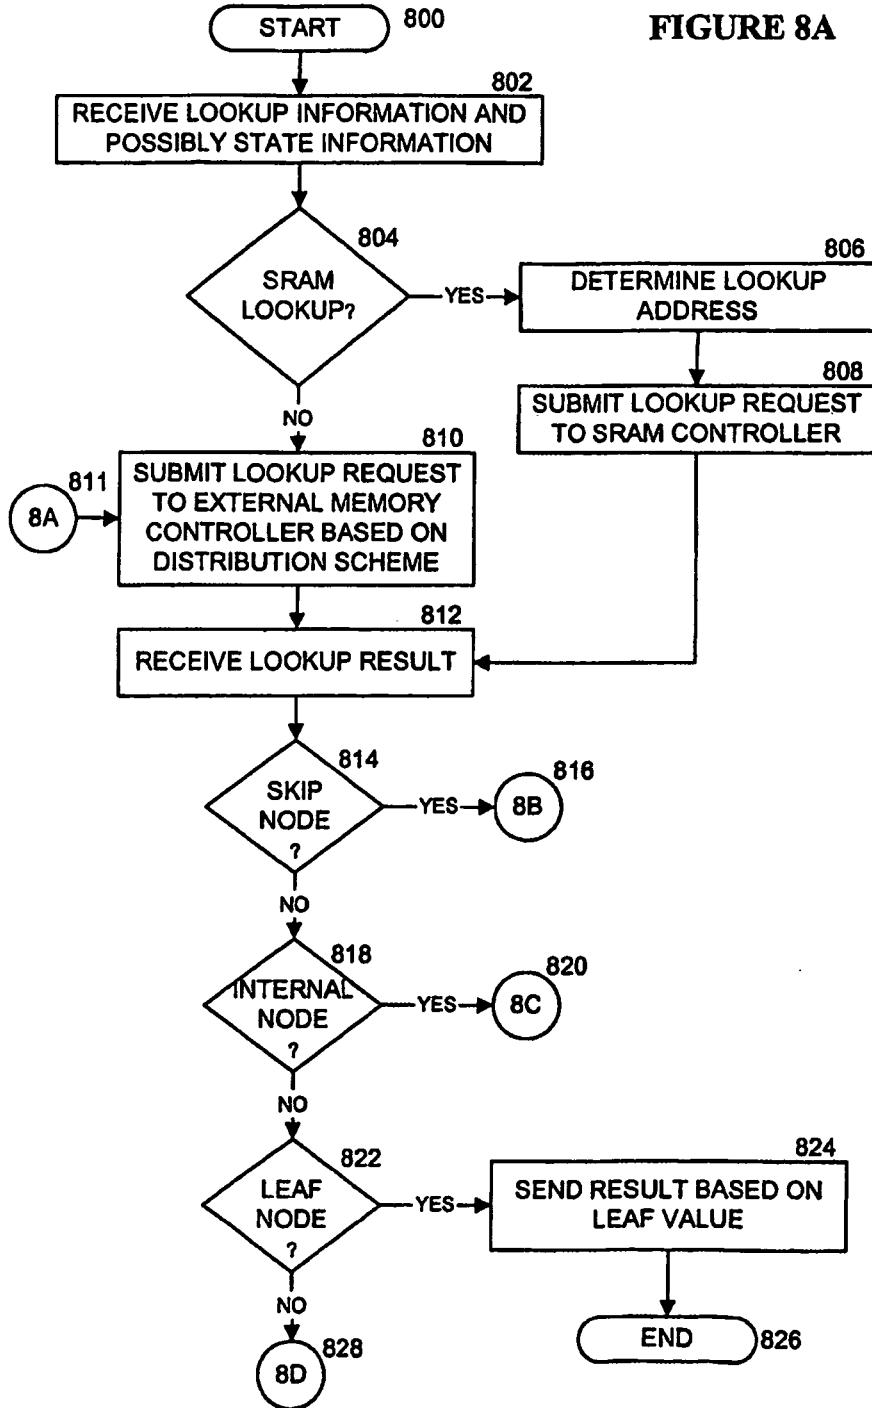 FIGURE 8A
START
800
802
RECEIVE LOOKUP INFORMATION AND
POSSIBLY STATE INFORMATION
804
SRAM
LOOKUP?
YES
806
DETERMINE LOOKUP
ADDRESS
808
SUBMIT LOOKUP REQUEST
TO SRAM CONTROLLER
NO
810
SUBMIT LOOKUP REQUEST
TO EXTERNAL MEMORY
CONTROLLER BASED ON
DISTRIBUTION SCHEME
811
8A
812
RECEIVE LOOKUP RESULT
814
SKIP
NODE
?
YES
816
8B
NO
818
INTERNAL
NODE
?
YES
820
8C
NO
822
LEAF
NODE
?
YES
824
SEND RESULT BASED ON
LEAF VALUE
END
826
NO
828
8D